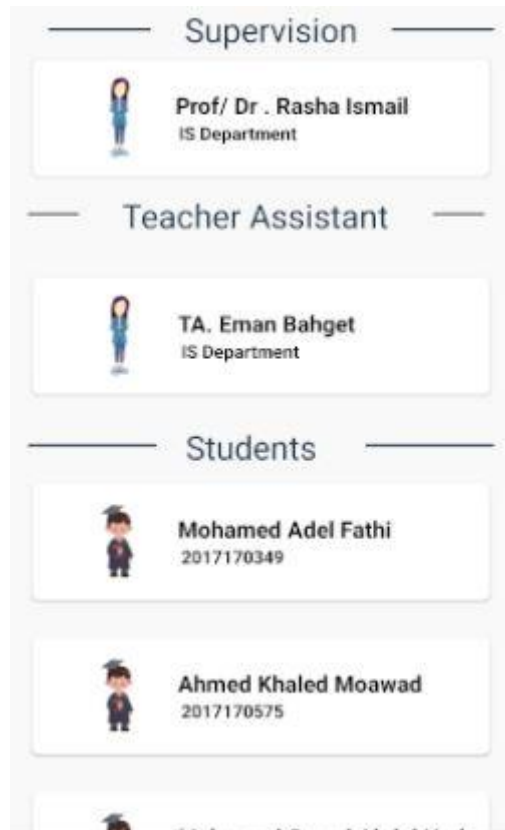 Supervision
Prof/ Dr . Rasha Ismail
IS Department
Teacher Assistant
TA. Eman Bahget
IS Department
Students
Mohamed Adel Fathi
2017170349
Ahmed Khaled Moawad
2017170575